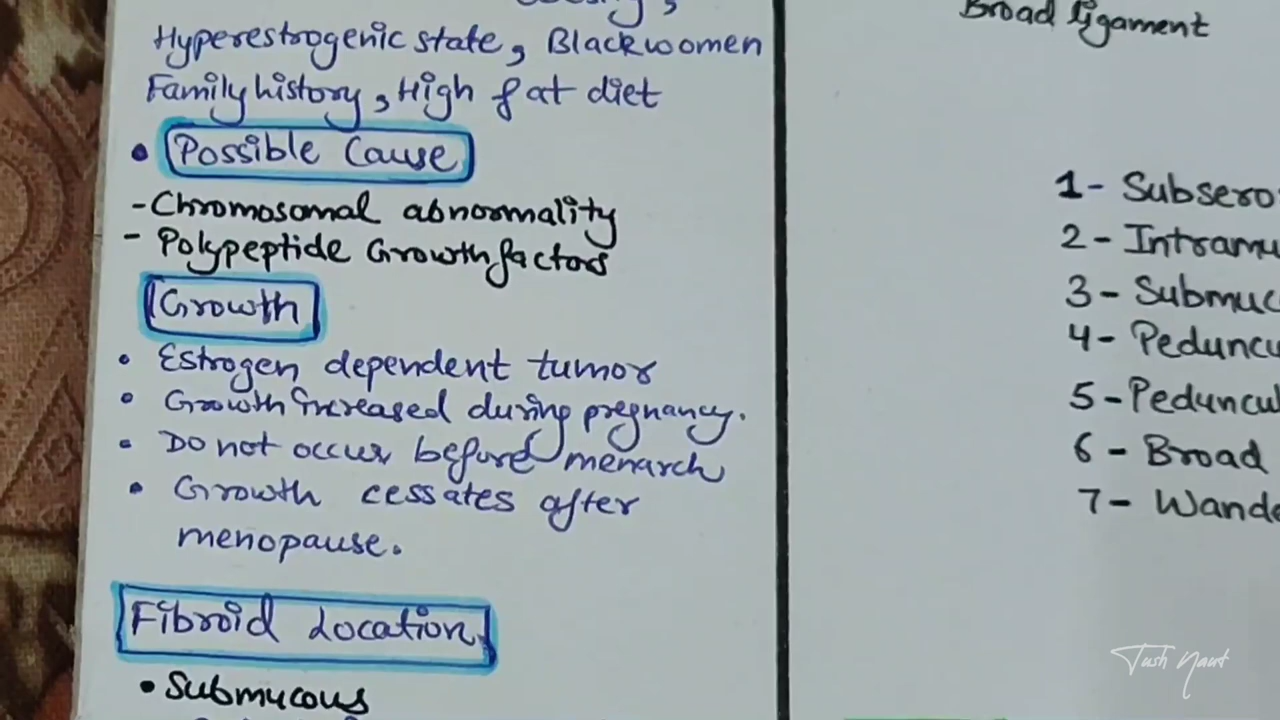 Hyperestrogenic state, Black women
Family history, High fat diet
• Possible Cause
- Chromosomal abnormality
- Polypeptide Growth factors
Growth
• Estrogen dependent tumor
• Growth increased during pregnancy.
• Do not occur before menarch
• Growth cessates after
menopause.
Fibroid Location
• Submucous
Broad ligament
1- Subsero
2- Intramu
3- Submuc
4- Peduncu
5- Peduncul
6- Broad
7- Wande
Tush Naut